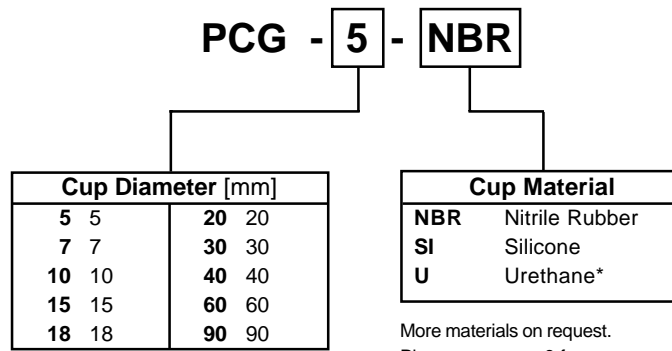 PCG - 5 - NBR
Cup Diameter [mm]
5 5 20 20
7 7 30 30
10 10 40 40
15 15 60 60
18 18 90 90
Cup Material
NBR Nitrile Rubber
SI Silicone
U Urethane*
More materials on request.